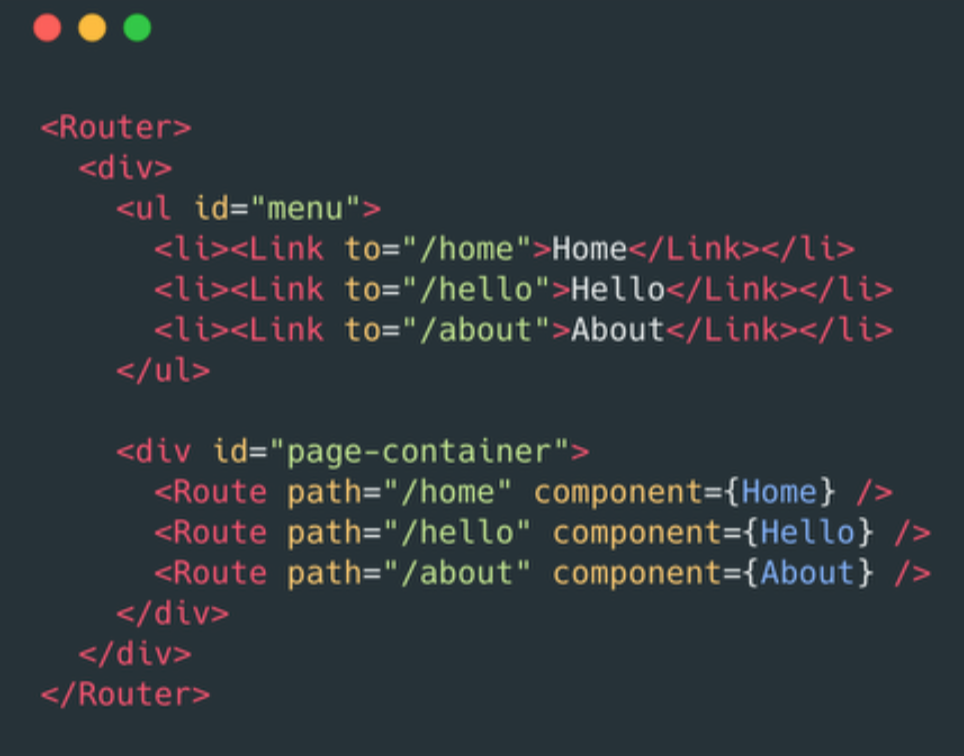 <Router>
  <div>
    <ul id="menu">
      <li><Link to="/home">Home</Link></li>
      <li><Link to="/hello">Hello</Link></li>
      <li><Link to="/about">About</Link></li>
    </ul>

    <div id="page-container">
      <Route path="/home" component={Home} />
      <Route path="/hello" component={Hello} />
      <Route path="/about" component={About} />
    </div>
  </div>
</Router>